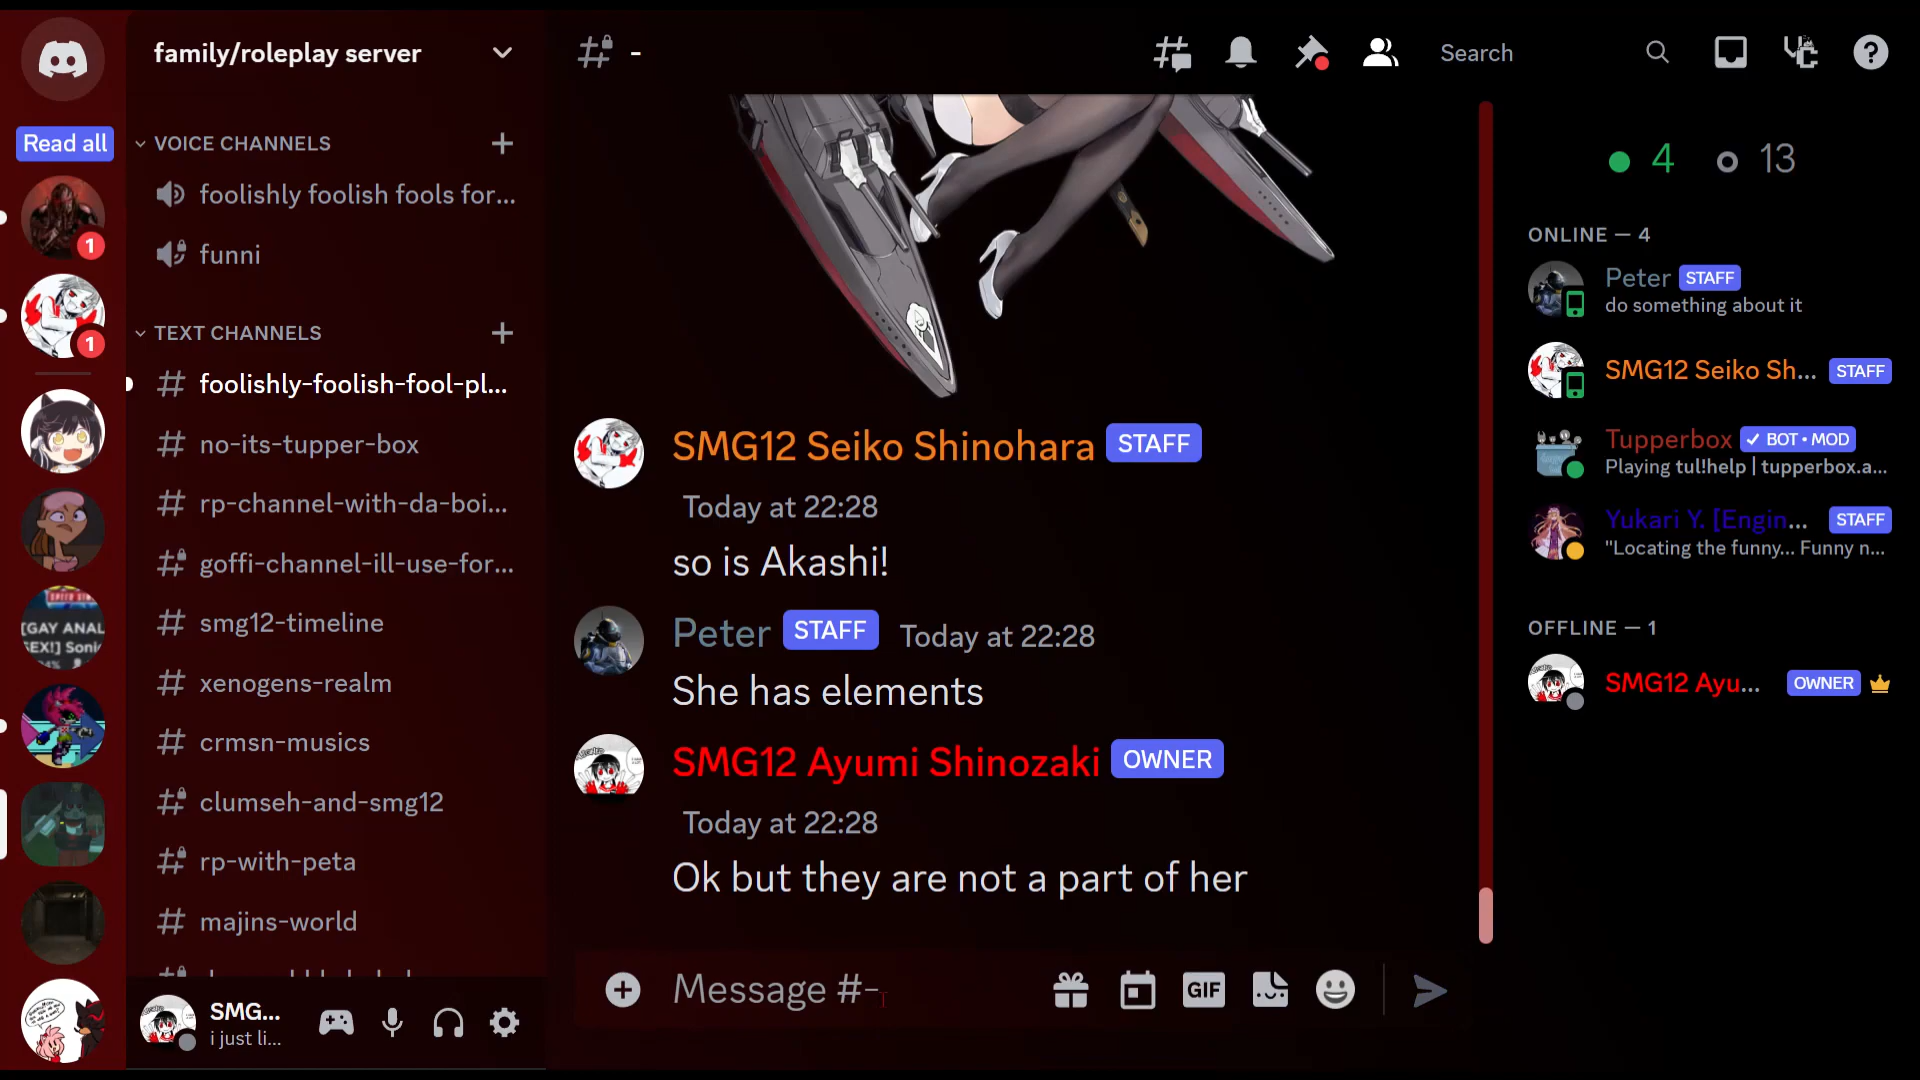 family/roleplay server
-
Search
Read all
VOICE CHANNELS
foolishly foolish fools for...
funni
1
1
TEXT CHANNELS
foolishly-foolish-fool-pl...
no-its-tupper-box
rp-channel-with-da-boi...
goffi-channel-ill-use-for...
smg12-timeline
xenogens-realm
crmsn-musics
clumseh-and-smg12
rp-with-peta
majins-world
[GAY ANAL
SEX!] Soni
SMG...
i just li...
SMG12 Seiko Shinohara STAFF
Today at 22:28
so is Akashi!
Peter STAFF Today at 22:28
She has elements
SMG12 Ayumi Shinozaki OWNER
Today at 22:28
Ok but they are not a part of her
Message #-
GIF
4 13
ONLINE — 4
Peter STAFF
do something about it
SMG12 Seiko Sh... STAFF
Tupperbox BOT • MOD
Playing tul!help | tupperbox.a...
Yukari Y. [Engin... STAFF
"Locating the funny... Funny n...
OFFLINE — 1
SMG12 Ayu... OWNER